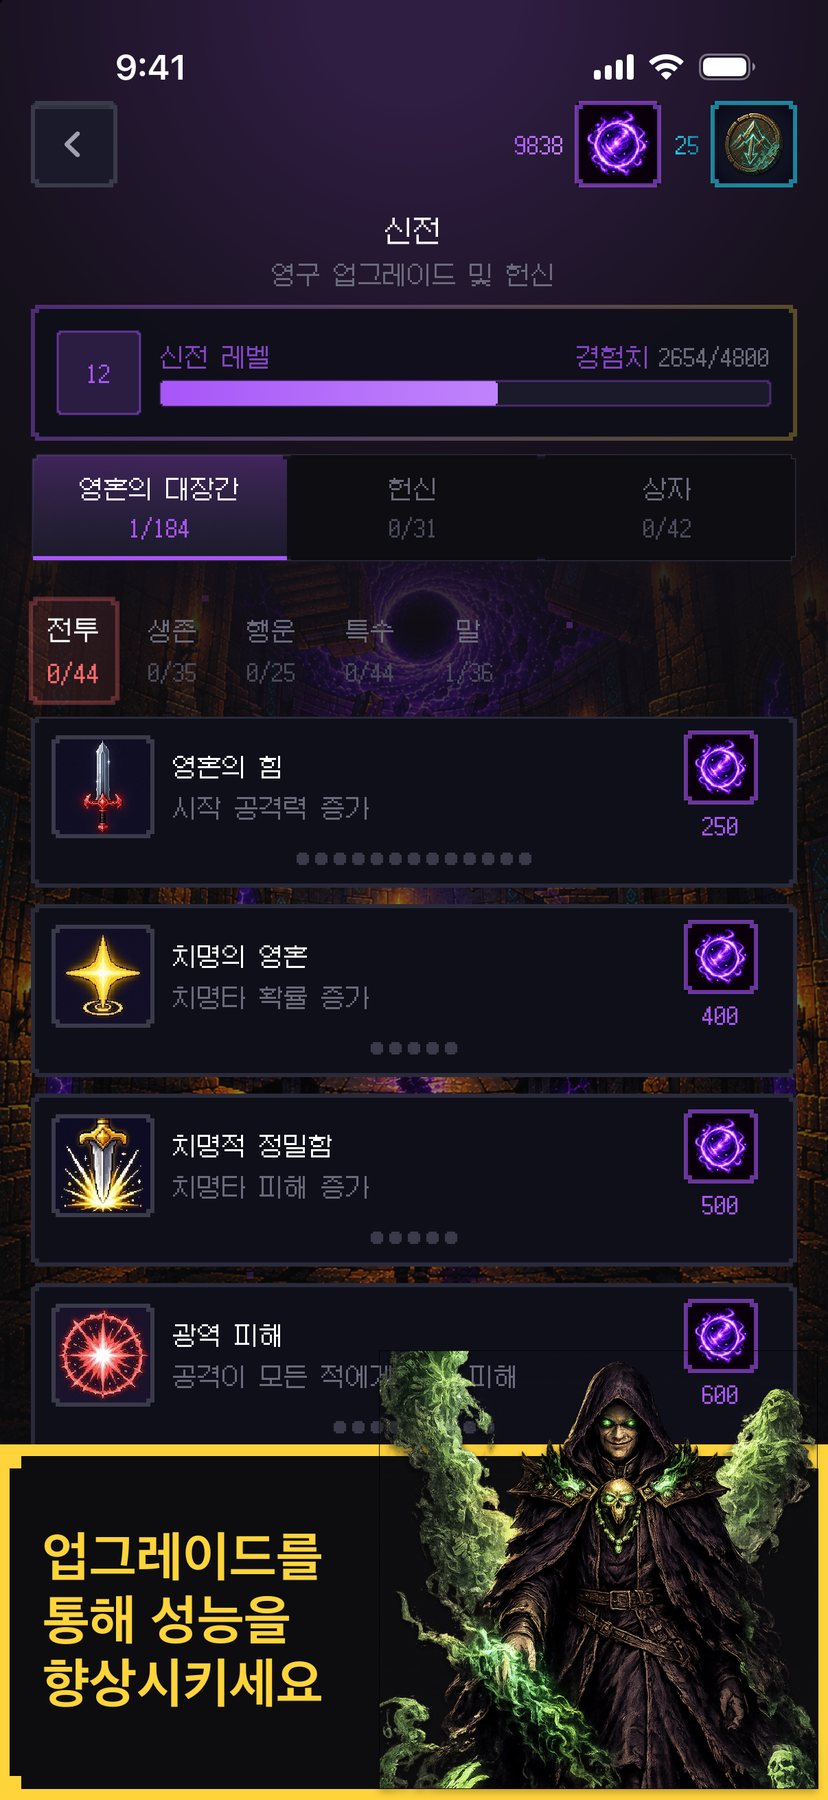 9:41
9838
25
신전
영구 업그레이드 및 헌신
12
신전 레벨
경험치 2654/4800
영혼의 대장간
1/184
헌신
0/31
상자
0/42
전투
0/44
생존
0/35
행운
0/25
특수
0/44
말
1/36
영혼의 힘
시작 공격력 증가
250
치명의 영혼
치명타 확률 증가
400
치명적 정밀함
치명타 피해 증가
500
광역 피해
공격이 모든 적에게 피해
600
업그레이드를
통해 성능을
향상시키세요